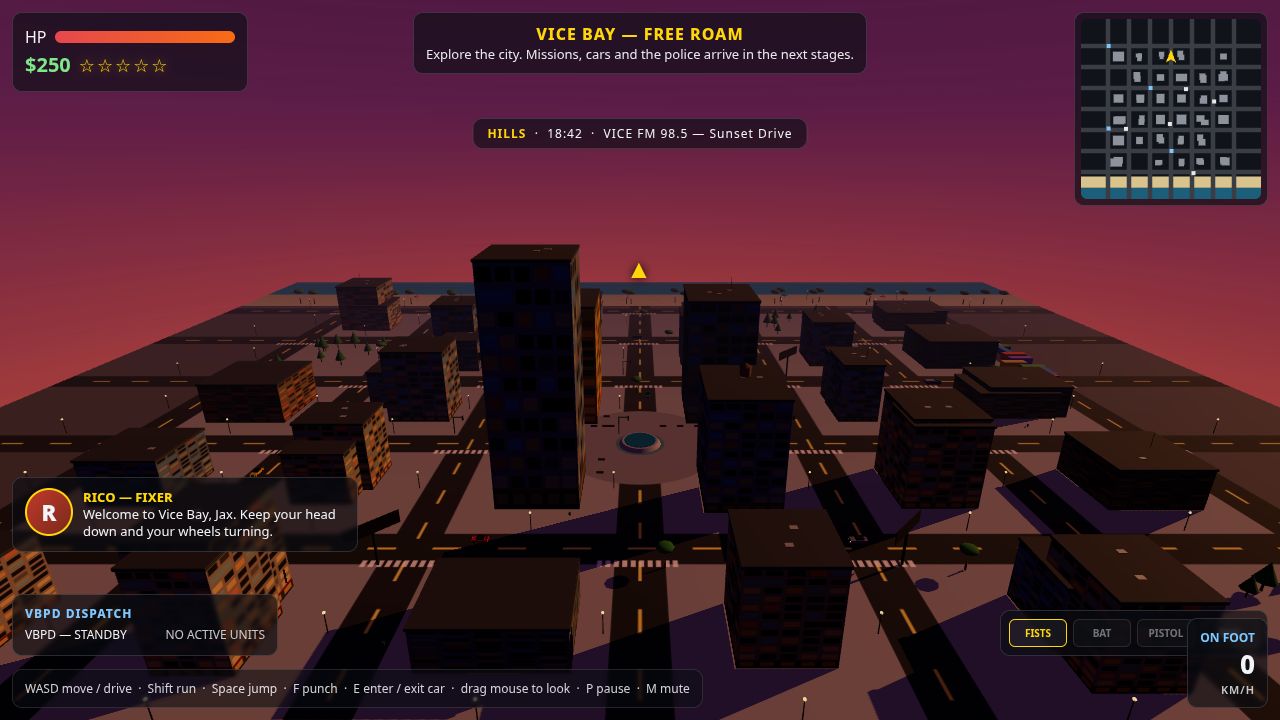 HP
$250 ☆☆☆☆☆
VICE BAY — FREE ROAM
Explore the city. Missions, cars and the police arrive in the next stages.
HILLS · 18:42 · VICE FM 98.5 — Sunset Drive
R
RICO — FIXER
Welcome to Vice Bay, Jax. Keep your head
down and your wheels turning.
VBPD DISPATCH
VBPD — STANDBY NO ACTIVE UNITS
FISTS BAT PISTOL
ON FOOT
0
KM/H
WASD move / drive · Shift run · Space jump · F punch · E enter / exit car · drag mouse to look · P pause · M mute